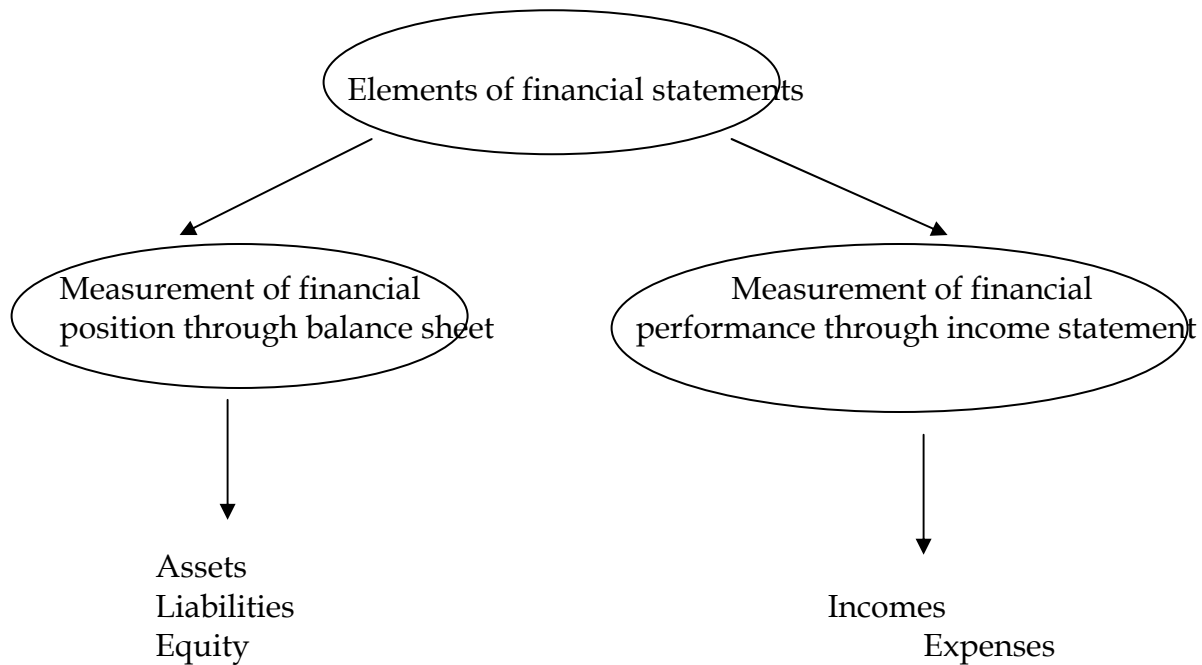 Elements of financial statements
Measurement of financial
position through balance sheet
Measurement of financial
performance through income statement
Assets
Liabilities
Equity
Incomes
Expenses